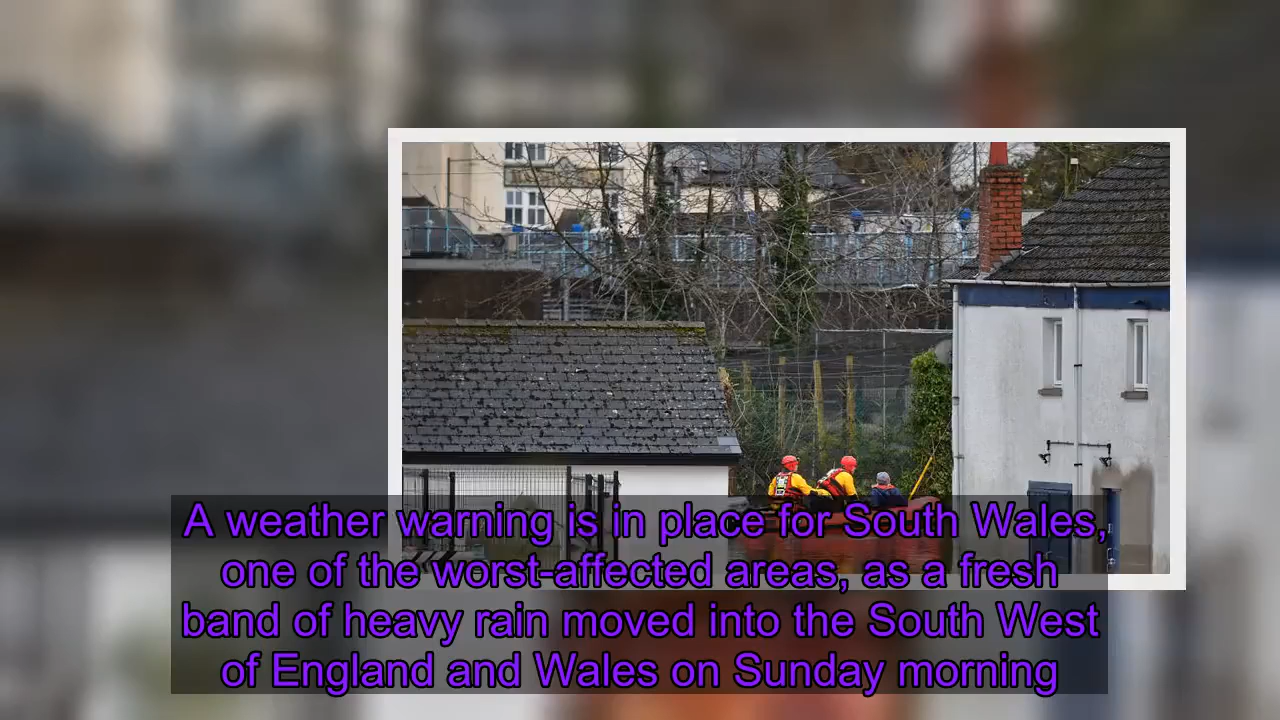 A weather warning is in place for South Wales,
one of the worst-affected areas, as a fresh
band of heavy rain moved into the South West
of England and Wales on Sunday morning